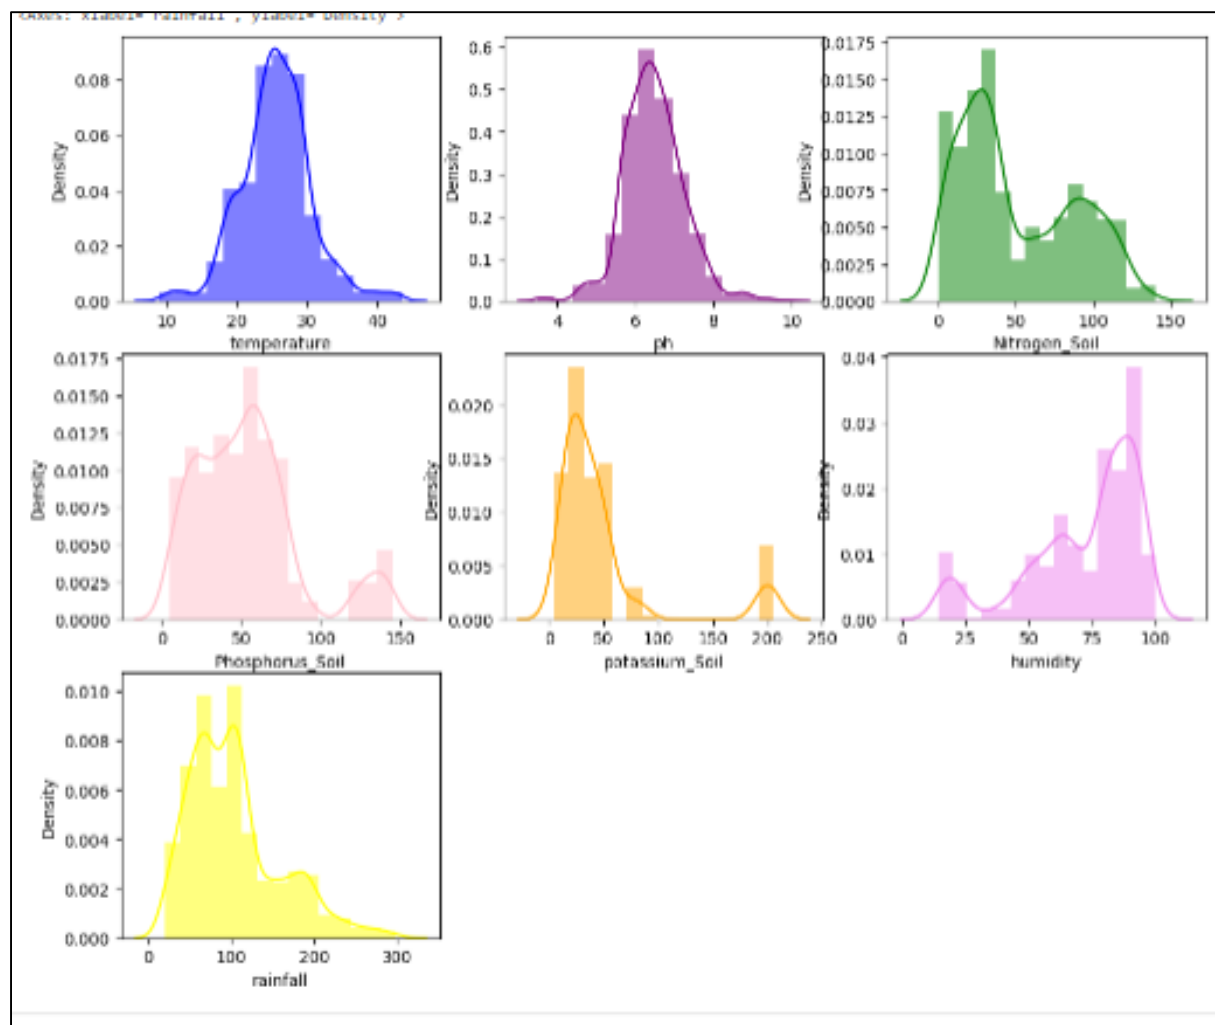 <Axes: xlabel='rainfall', ylabel='Density'>
0.08
0.06
0.04
0.02
0.00
Density
10 20 30 40
temperature
0.6
0.5
0.4
0.3
0.2
0.1
0.0
Density
4 6 8 10
ph
0.0175
0.0150
0.0125
0.0100
0.0075
0.0050
0.0025
0.0000
Density
0 50 100 150
Nitrogen_Soil
0.0175
0.0150
0.0125
0.0100
0.0075
0.0050
0.0025
0.0000
Density
0 50 100 150
Phosphorus_Soil
0.020
0.015
0.010
0.005
0.000
Density
0 50 100 150 200 250
potassium_Soil
0.04
0.03
0.02
0.01
0.00
Density
0 25 50 75 100
humidity
0.010
0.008
0.006
0.004
0.002
0.000
Density
0 100 200 300
rainfall